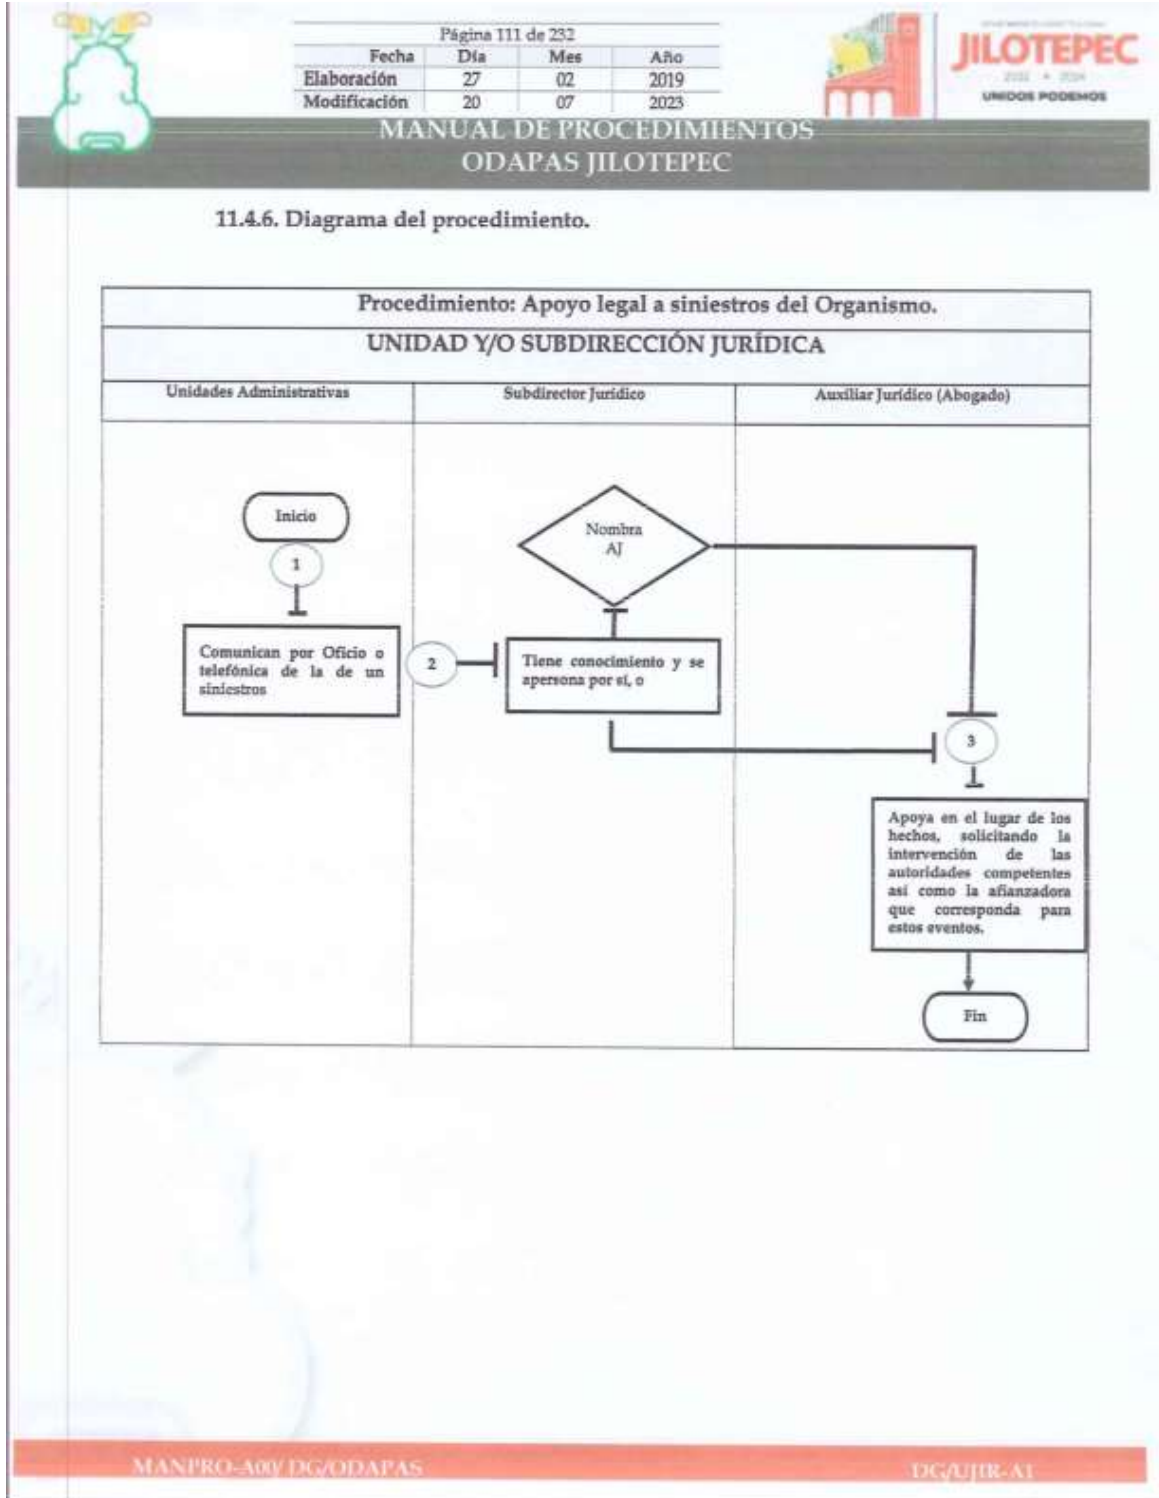 Página 111 de 232
Fecha Día Mes Año
Elaboración 27 02 2019
Modificación 20 07 2023
JILOTEPEC
UNIDOS PODEMOS
MANUAL DE PROCEDIMIENTOS
ODAPAS JILOTEPEC
11.4.6. Diagrama del procedimiento.
Procedimiento: Apoyo legal a siniestros del Organismo.
UNIDAD Y/O SUBDIRECCIÓN JURÍDICA
Unidades Administrativas
Subdirector Jurídico
Auxiliar Jurídico (Abogado)
Inicio
1
Comunican por Oficio o
telefónica de la de un
siniestros
2
Nombra
AJ
Tiene conocimiento y se
apersona por sí, o
3
Apoya en el lugar de los
hechos, solicitando la
intervención de las
autoridades competentes
así como la afianzadora
que corresponda para
estos eventos.
Fin
MANPRO-A00/ DG/ODAPAS
DG/UJIR-A1